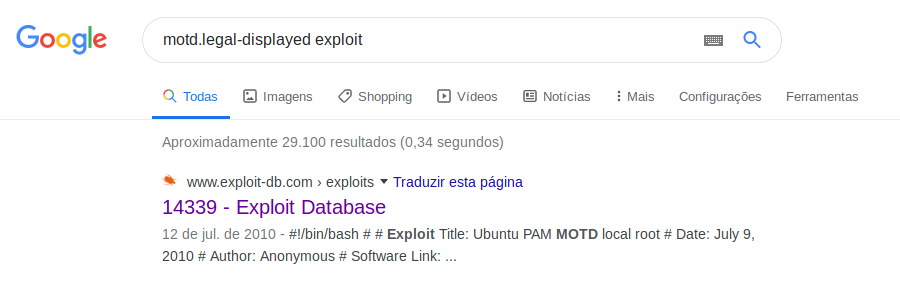 Google
motd.legal-displayed exploit
Todas Imagens Shopping Vídeos Notícias Mais Configurações Ferramentas
Aproximadamente 29.100 resultados (0,34 segundos)
www.exploit-db.com › exploits Traduzir esta página
14339 - Exploit Database
12 de jul. de 2010 - #!/bin/bash # # Exploit Title: Ubuntu PAM MOTD local root # Date: July 9,
2010 # Author: Anonymous # Software Link: ...